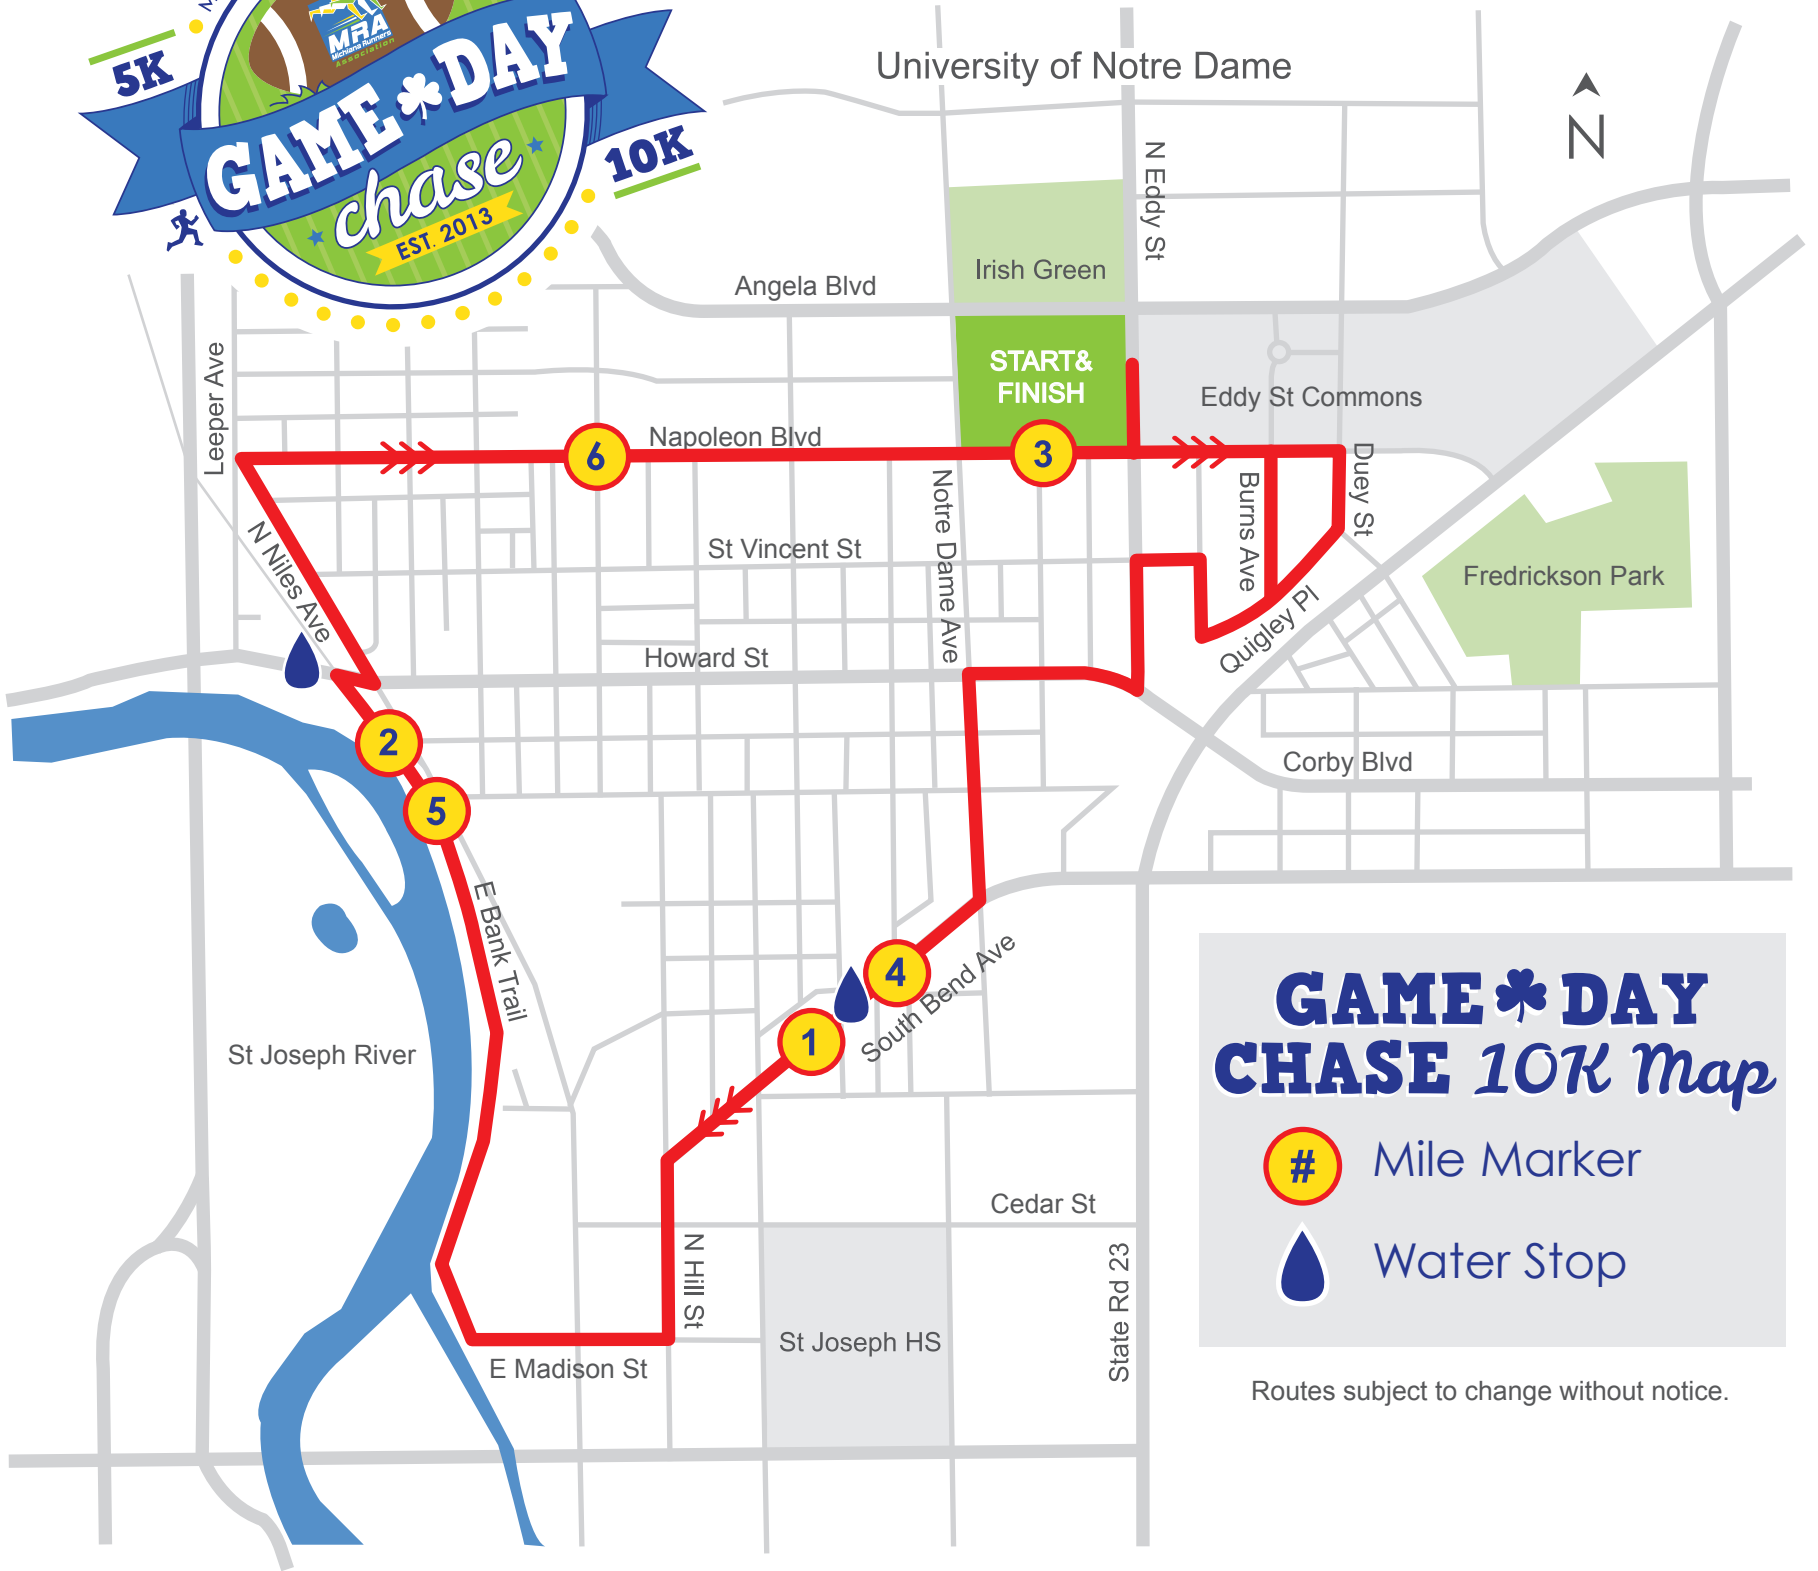 5K
MRA
Michiana Runners
Association
GAME DAY
chase
EST. 2013
10K
University of Notre Dame
N
N Eddy St
Irish Green
Angela Blvd
START&
FINISH
Leeper Ave
Eddy St Commons
Napoleon Blvd
6
3
Duey St
Burns Ave
Notre Dame Ave
N Niles Ave
St Vincent St
Fredrickson Park
Quigley Pl
Howard St
2
Corby Blvd
5
E Bank Trail
4
South Bend Ave
1
St Joseph River
GAME DAY
CHASE 10K Map
# Mile Marker
Water Stop
Cedar St
N Hill St
State Rd 23
St Joseph HS
E Madison St
Routes subject to change without notice.